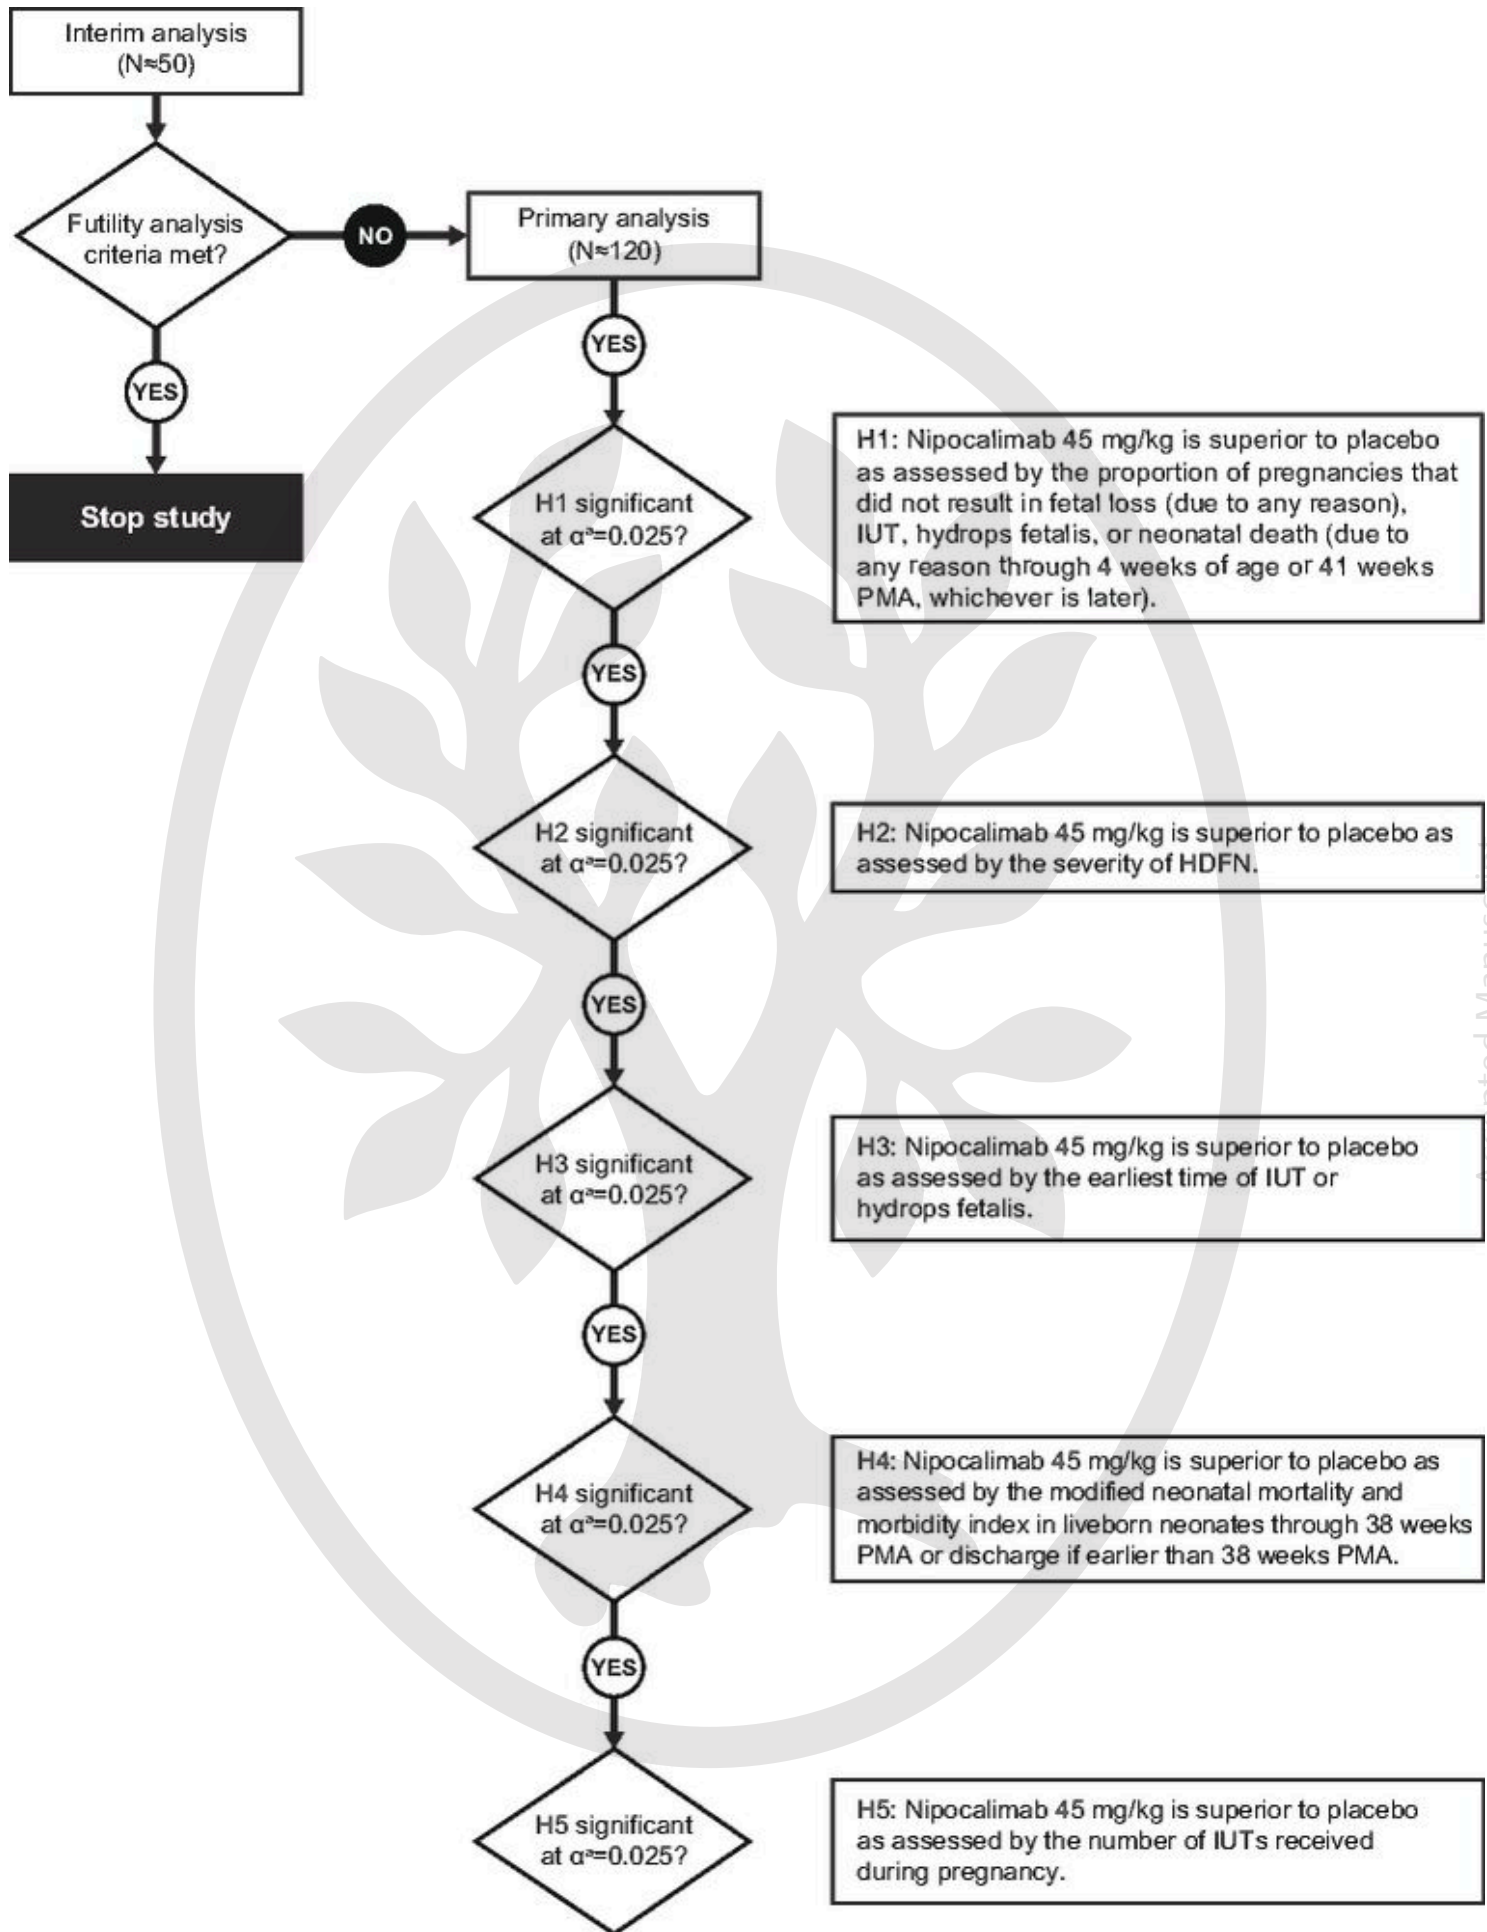 Interim analysis
(N≈50)
Futility analysis
criteria met?
NO
Primary analysis
(N≈120)
YES
Stop study
YES
H1 significant
at αᵃ=0.025?
H1: Nipocalimab 45 mg/kg is superior to placebo
as assessed by the proportion of pregnancies that
did not result in fetal loss (due to any reason),
IUT, hydrops fetalis, or neonatal death (due to
any reason through 4 weeks of age or 41 weeks
PMA, whichever is later).
YES
H2 significant
at αᵃ=0.025?
H2: Nipocalimab 45 mg/kg is superior to placebo as
assessed by the severity of HDFN.
YES
H3 significant
at αᵃ=0.025?
H3: Nipocalimab 45 mg/kg is superior to placebo
as assessed by the earliest time of IUT or
hydrops fetalis.
YES
H4 significant
at αᵃ=0.025?
H4: Nipocalimab 45 mg/kg is superior to placebo as
assessed by the modified neonatal mortality and
morbidity index in liveborn neonates through 38 weeks
PMA or discharge if earlier than 38 weeks PMA.
YES
H5 significant
at αᵃ=0.025?
H5: Nipocalimab 45 mg/kg is superior to placebo
as assessed by the number of IUTs received
during pregnancy.